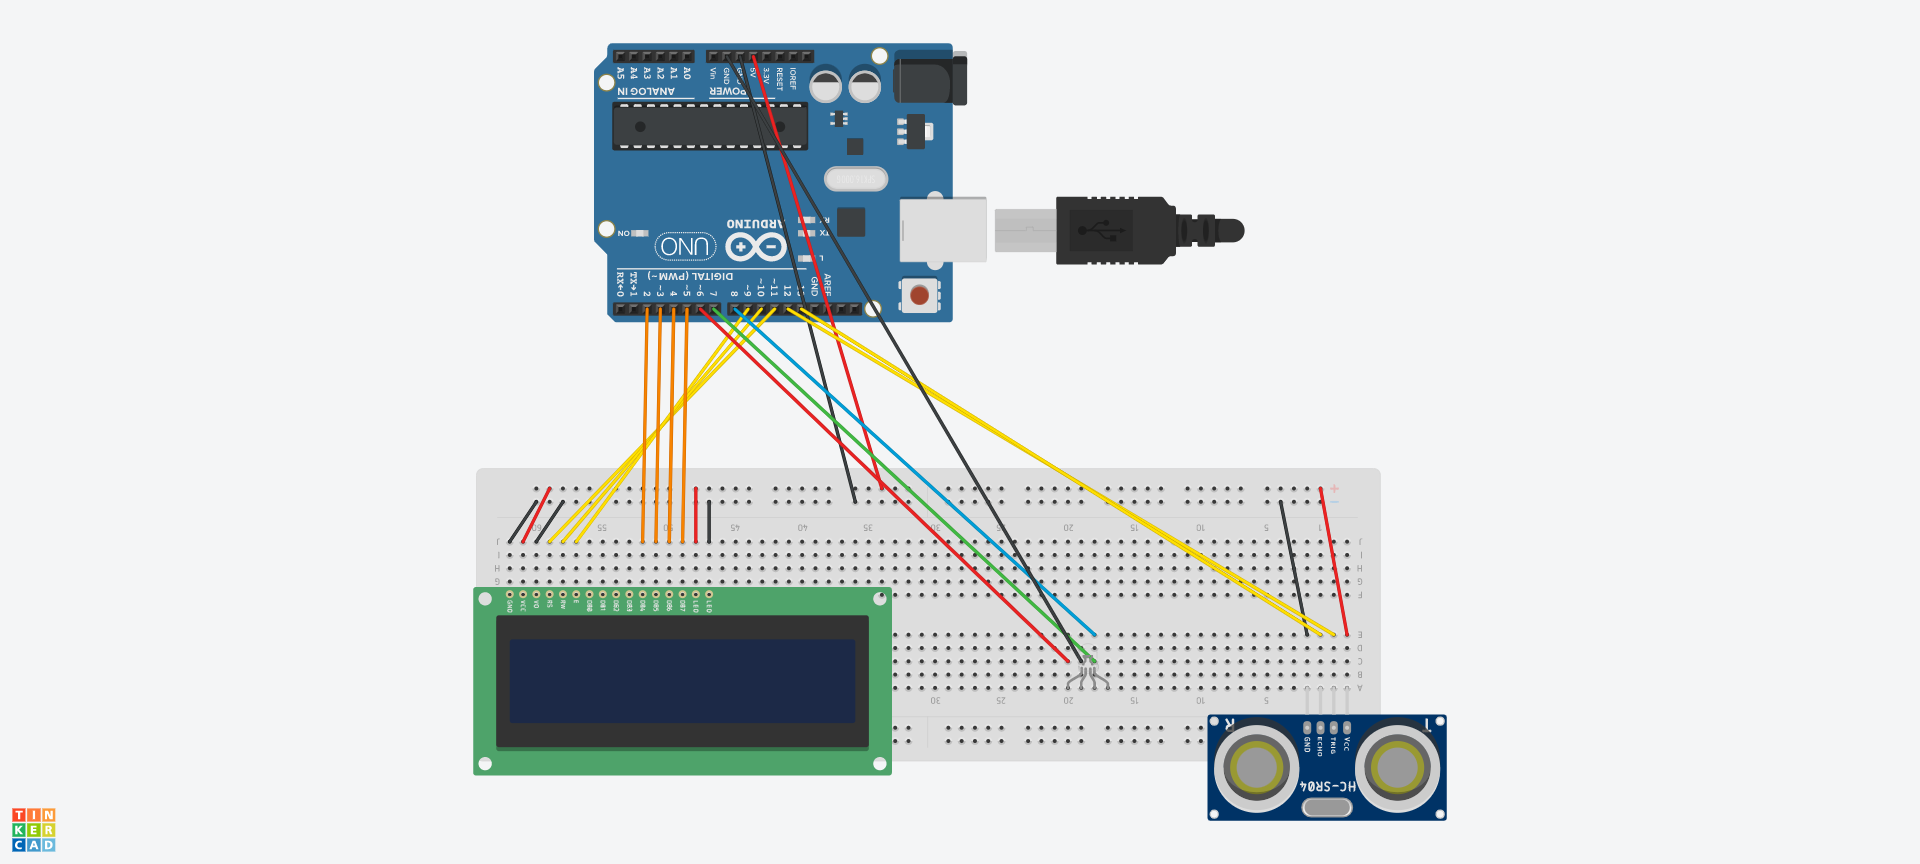 A5 A4 A3 A2 A1 A0
Vin GND GND 5V 3.3V RESET IOREF
ANALOG IN
POWER
ARDUINO
UNO
ON
TX
L
DIGITAL (PWM~)
RX←0 TX→1 2 ~3 4 ~5 ~6 7
8 ~9 ~10 ~11 12 GND AREF
+
−
60 55 50 45 40 35 30 25 20 15 10 5 1
J J
I I
H H
G G
F
GND VCC V0 RS RW E DB0 DB1 DB2 DB3 DB4 DB5 DB6 DB7 LED LED
E
D
C
B
A
30 25 20 15 10 5
R T
GND ECHO TRIG VCC
HC-SR04
TIN
KER
CAD